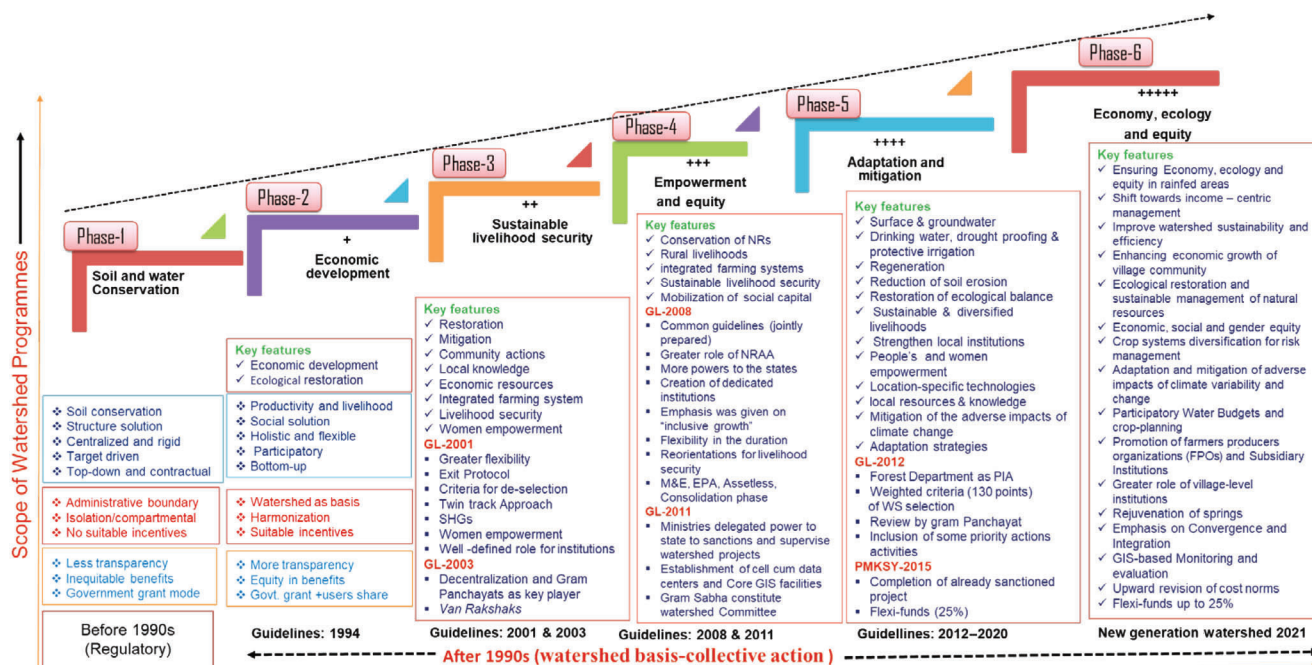 Scope of Watershed Programmes
Phase-1
Soil and water
Conservation
❖ Soil conservation
❖ Structure solution
❖ Centralized and rigid
❖ Target driven
❖ Top-down and contractual
❖ Administrative boundary
❖ Isolation/compartmental
❖ No suitable incentives
❖ Less transparency
❖ Inequitable benefits
❖ Government grant mode
Before 1990s
(Regulatory)
Phase-2
+
Economic
development
Key features
✓ Economic development
✓ Ecological restoration
❖ Productivity and livelihood
❖ Social solution
❖ Holistic and flexible
❖ Participatory
❖ Bottom-up
❖ Watershed as basis
❖ Harmonization
❖ Suitable incentives
❖ More transparency
❖ Equity in benefits
❖ Govt. grant +users share
Guidelines: 1994
Phase-3
++
Sustainable
livelihood security
Key features
✓ Restoration
✓ Mitigation
✓ Community actions
✓ Local knowledge
✓ Economic resources
✓ Integrated farming system
✓ Livelihood security
✓ Women empowerment
GL-2001
▪ Greater flexibility
▪ Exit Protocol
▪ Criteria for de-selection
▪ Twin track Approach
▪ SHGs
▪ Women empowerment
▪ Well -defined role for institutions
GL-2003
▪ Decentralization and Gram
Panchayats as key player
▪ Van Rakshaks
Guidelines: 2001 & 2003
Phase-4
+++
Empowerment
and equity
Key features
✓ Conservation of NRs
✓ Rural livelihoods
✓ integrated farming systems
✓ Sustainable livelihood security
✓ Mobilization of social capital
GL-2008
▪ Common guidelines (jointly
prepared)
▪ Greater role of NRAA
▪ More powers to the states
▪ Creation of dedicated
institutions
▪ Emphasis was given on
"inclusive growth"
▪ Flexibility in the duration
▪ Reorientations for livelihood
security
▪ M&E, EPA, Assetless,
Consolidation phase
GL-2011
▪ Ministries delegated power to
state to sanctions and supervise
watershed projects
▪ Establishment of cell cum data
centers and Core GIS facilities
▪ Gram Sabha constitute
watershed Committee
Guidelines: 2008 & 2011
Phase-5
++++
Adaptation and
mitigation
Key features
✓ Surface & groundwater
✓ Drinking water, drought proofing &
protective irrigation
✓ Regeneration
✓ Reduction of soil erosion
✓ Restoration of ecological balance
✓ Sustainable & diversified
livelihoods
✓ Strengthen local institutions
✓ People's and women
empowerment
✓ Location-specific technologies
✓ local resources & knowledge
✓ Mitigation of the adverse impacts of
climate change
✓ Adaptation strategies
GL-2012
▪ Forest Department as PIA
▪ Weighted criteria (130 points)
of WS selection
▪ Review by gram Panchayat
▪ Inclusion of some priority actions
activities
PMKSY-2015
▪ Completion of already sanctioned
project
▪ Flexi-funds (25%)
Guidellines: 2012–2020
Phase-6
+++++
Economy, ecology
and equity
Key features
✓ Ensuring Economy, ecology and
equity in rainfed areas
✓ Shift towards income – centric
management
✓ Improve watershed sustainability and
efficiency
✓ Enhancing economic growth of
village community
✓ Ecological restoration and
sustainable management of natural
resources
✓ Economic, social and gender equity
✓ Crop systems diversification for risk
management
✓ Adaptation and mitigation of adverse
impacts of climate variability and
change
✓ Participatory Water Budgets and
crop-planning
✓ Promotion of farmers producers
organizations (FPOs) and Subsidiary
Institutions
✓ Greater role of village-level
institutions
✓ Rejuvenation of springs
✓ Emphasis on Convergence and
Integration
✓ GIS-based Monitoring and
evaluation
✓ Upward revision of cost norms
✓ Flexi-funds up to 25%
New generation watershed 2021
After 1990s (watershed basis-collective action )